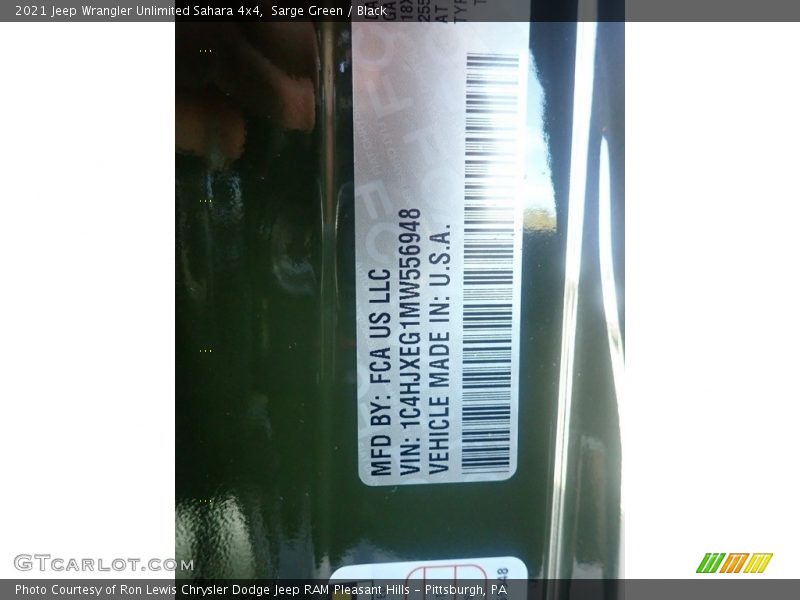 2021 Jeep Wrangler Unlimited Sahara 4x4, Sarge Green / Black
MFD BY: FCA US LLC
VIN: 1C4HJXEG1MW556948
VEHICLE MADE IN: U.S.A.
GTCARLOT.COM
Photo Courtesy of Ron Lewis Chrysler Dodge Jeep RAM Pleasant Hills – Pittsburgh, PA